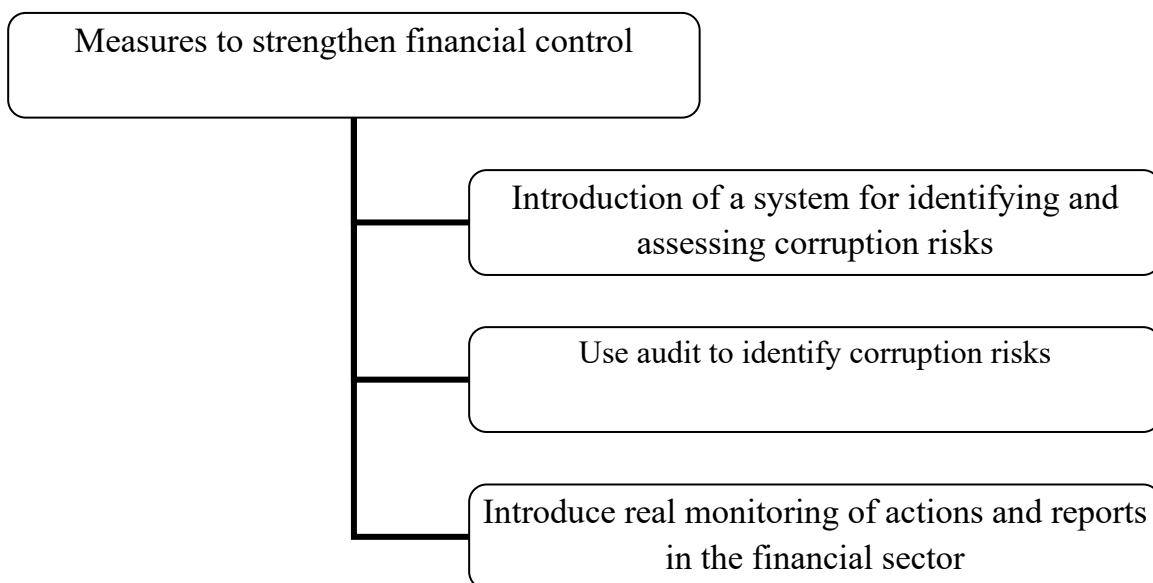 Measures to strengthen financial control
Introduction of a system for identifying and
assessing corruption risks
Use audit to identify corruption risks
Introduce real monitoring of actions and reports
in the financial sector